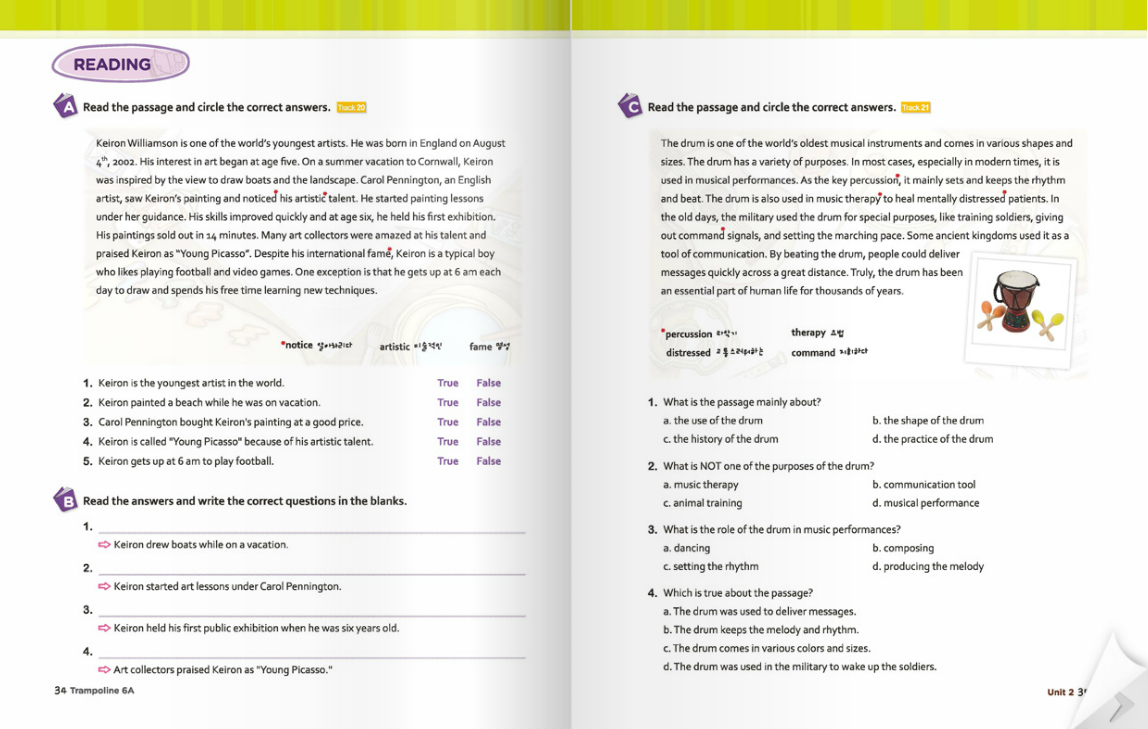 READING
A Read the passage and circle the correct answers. Track 20
Keiron Williamson is one of the world's youngest artists. He was born in England on August
4th, 2002. His interest in art began at age five. On a summer vacation to Cornwall, Keiron
was inspired by the view to draw boats and the landscape. Carol Pennington, an English
artist, saw Keiron's painting and noticed his artistic talent. He started painting lessons
under her guidance. His skills improved quickly and at age six, he held his first exhibition.
His paintings sold out in 14 minutes. Many art collectors were amazed at his talent and
praised Keiron as "Young Picasso". Despite his international fame, Keiron is a typical boy
who likes playing football and video games. One exception is that he gets up at 6 am each
day to draw and spends his free time learning new techniques.
notice 알아차리다 artistic 예술적인 fame 명성
1. Keiron is the youngest artist in the world. True False
2. Keiron painted a beach while he was on vacation. True False
3. Carol Pennington bought Keiron's painting at a good price. True False
4. Keiron is called "Young Picasso" because of his artistic talent. True False
5. Keiron gets up at 6 am to play football. True False
B Read the answers and write the correct questions in the blanks.
1.
Keiron drew boats while on a vacation.
2.
Keiron started art lessons under Carol Pennington.
3.
Keiron held his first public exhibition when he was six years old.
4.
Art collectors praised Keiron as "Young Picasso."
34 Trampoline 6A
C Read the passage and circle the correct answers. Track 21
The drum is one of the world's oldest musical instruments and comes in various shapes and
sizes. The drum has a variety of purposes. In most cases, especially in modern times, it is
used in musical performances. As the key percussion, it mainly sets and keeps the rhythm
and beat. The drum is also used in music therapy to heal mentally distressed patients. In
the old days, the military used the drum for special purposes, like training soldiers, giving
out command signals, and setting the marching pace. Some ancient kingdoms used it as a
tool of communication. By beating the drum, people could deliver
messages quickly across a great distance. Truly, the drum has been
an essential part of human life for thousands of years.
percussion 타악기 therapy 요법
distressed 고통스러워하는 command 지휘하다
1. What is the passage mainly about?
a. the use of the drum b. the shape of the drum
c. the history of the drum d. the practice of the drum
2. What is NOT one of the purposes of the drum?
a. music therapy b. communication tool
c. animal training d. musical performance
3. What is the role of the drum in music performances?
a. dancing b. composing
c. setting the rhythm d. producing the melody
4. Which is true about the passage?
a. The drum was used to deliver messages.
b. The drum keeps the melody and rhythm.
c. The drum comes in various colors and sizes.
d. The drum was used in the military to wake up the soldiers.
Unit 2